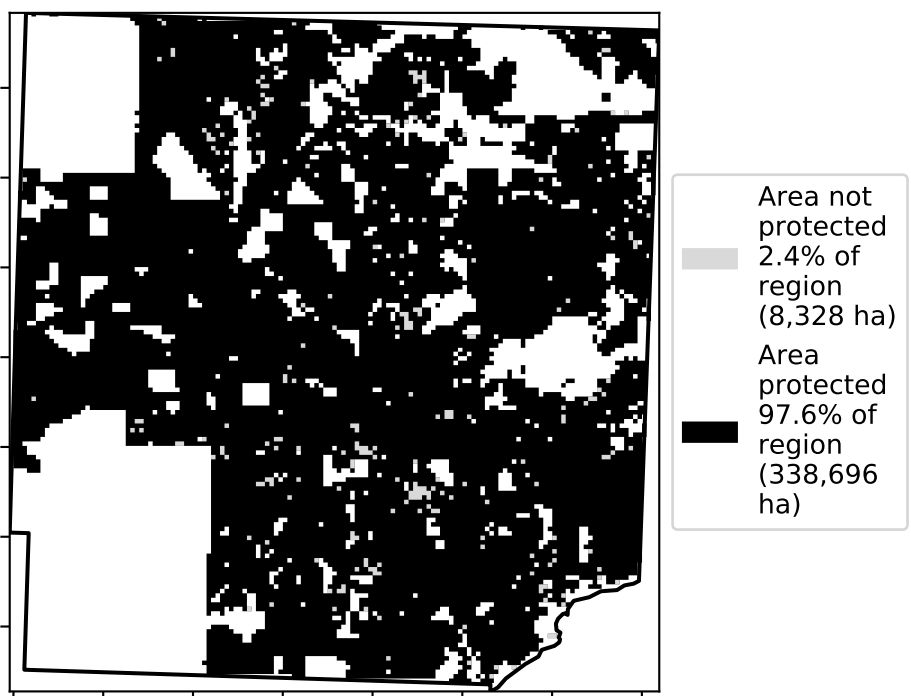 Area not
protected
2.4% of
region
(8,328 ha)
Area
protected
97.6% of
region
(338,696
ha)